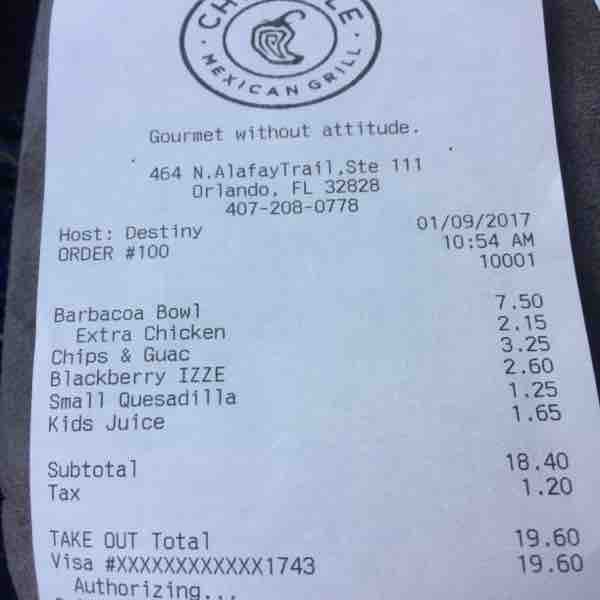 MEXICAN GRILL
Gourmet without attitude.
464 N.AlafayTrail,Ste 111
Orlando, FL 32828
407-208-0778
Host: Destiny 01/09/2017
ORDER #100 10:54 AM
10001
Barbacoa Bowl 7.50
Extra Chicken 2.15
Chips & Guac 3.25
Blackberry IZZE 2.60
Small Quesadilla 1.25
Kids Juice 1.65
Subtotal 18.40
Tax 1.20
TAKE OUT Total 19.60
Visa #XXXXXXXXXXXX1743 19.60
Authorizing...